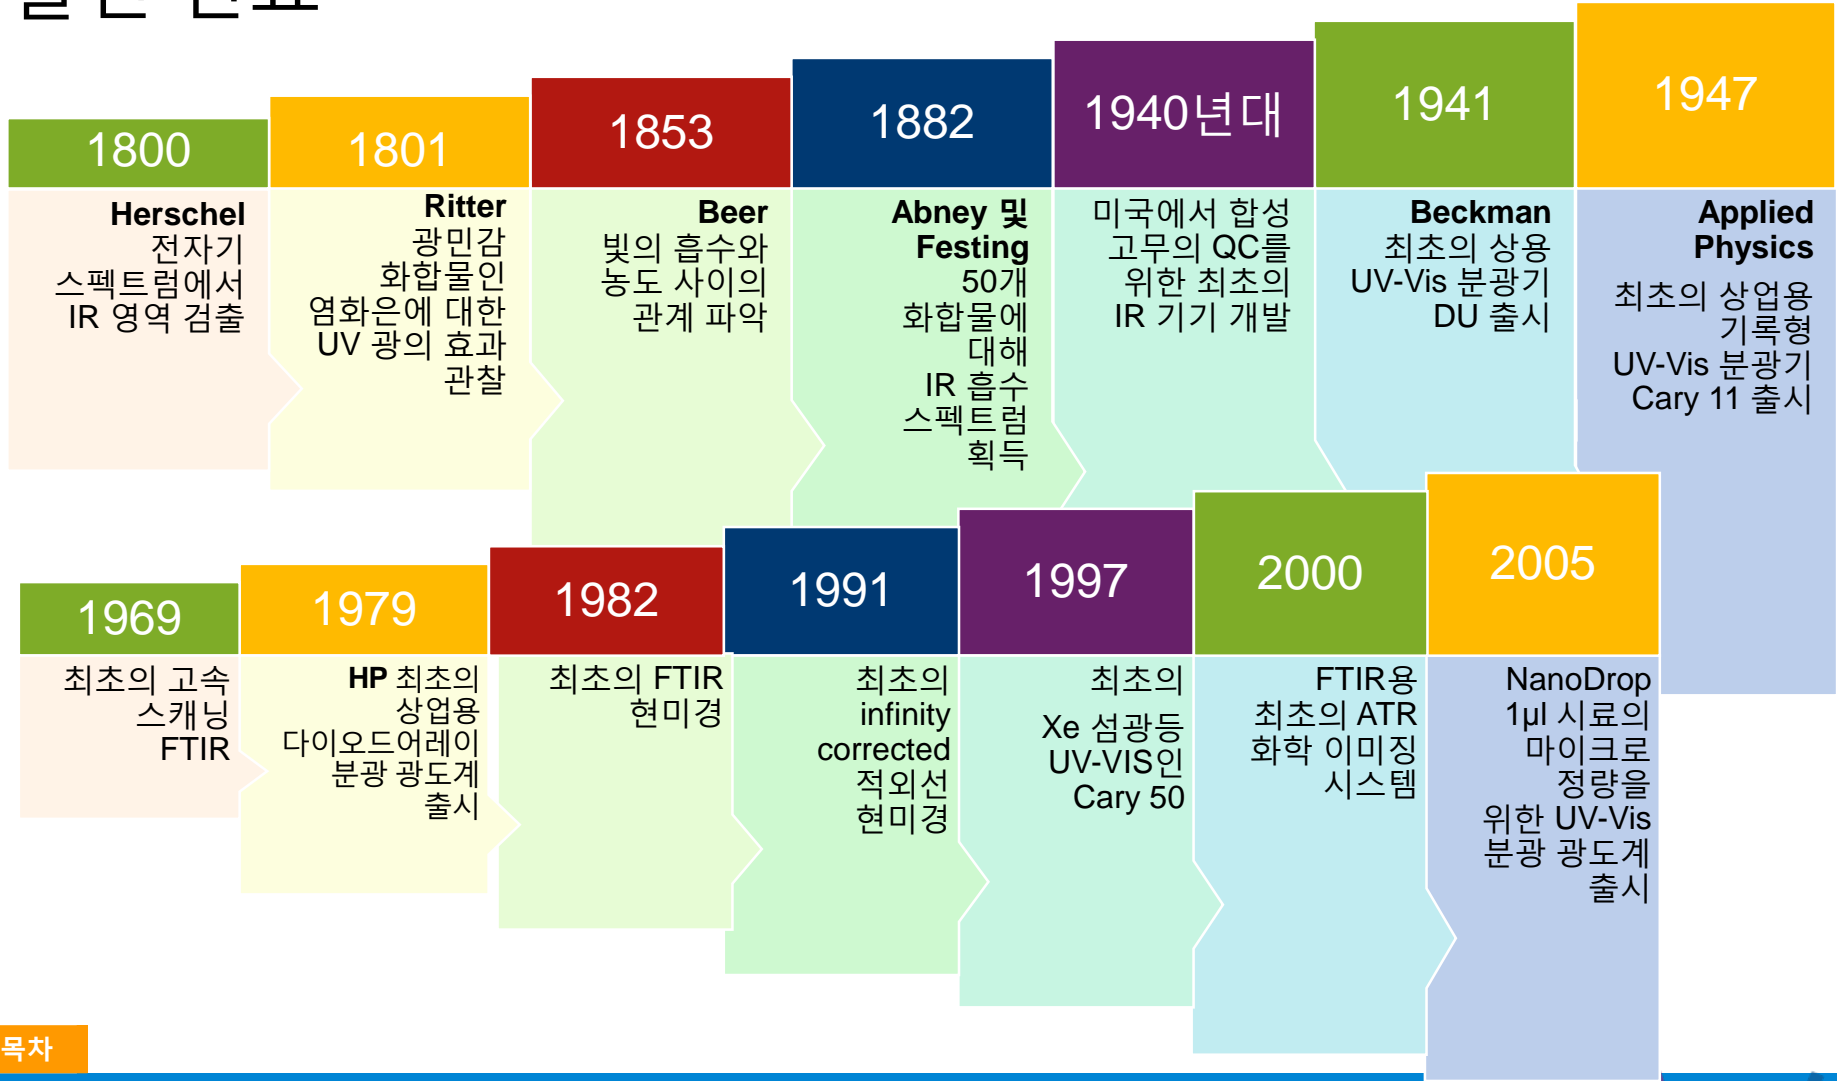 1800
Herschel
전자기
스펙트럼에서
IR 영역 검출
1801
Ritter
광민감
화합물인
염화은에 대한
UV 광의 효과
관찰
1853
Beer
빛의 흡수와
농도 사이의
관계 파악
1882
Abney 및
Festing
50개
화합물에
대해
IR 흡수
스펙트럼
획득
1940년대
미국에서 합성
고무의 QC를
위한 최초의
IR 기기 개발
1941
Beckman
최초의 상용
UV-Vis 분광기
DU 출시
1947
Applied
Physics
최초의 상업용
기록형
UV-Vis 분광기
Cary 11 출시
1969
최초의 고속
스캐닝
FTIR
1979
HP 최초의
상업용
다이오드어레이
분광 광도계
출시
1982
최초의 FTIR
현미경
1991
최초의
infinity
corrected
적외선
현미경
1997
최초의
Xe 섬광등
UV-VIS인
Cary 50
2000
FTIR용
최초의 ATR
화학 이미징
시스템
2005
NanoDrop
1µl 시료의
마이크로
정량을
위한 UV-Vis
분광 광도계
출시
목차